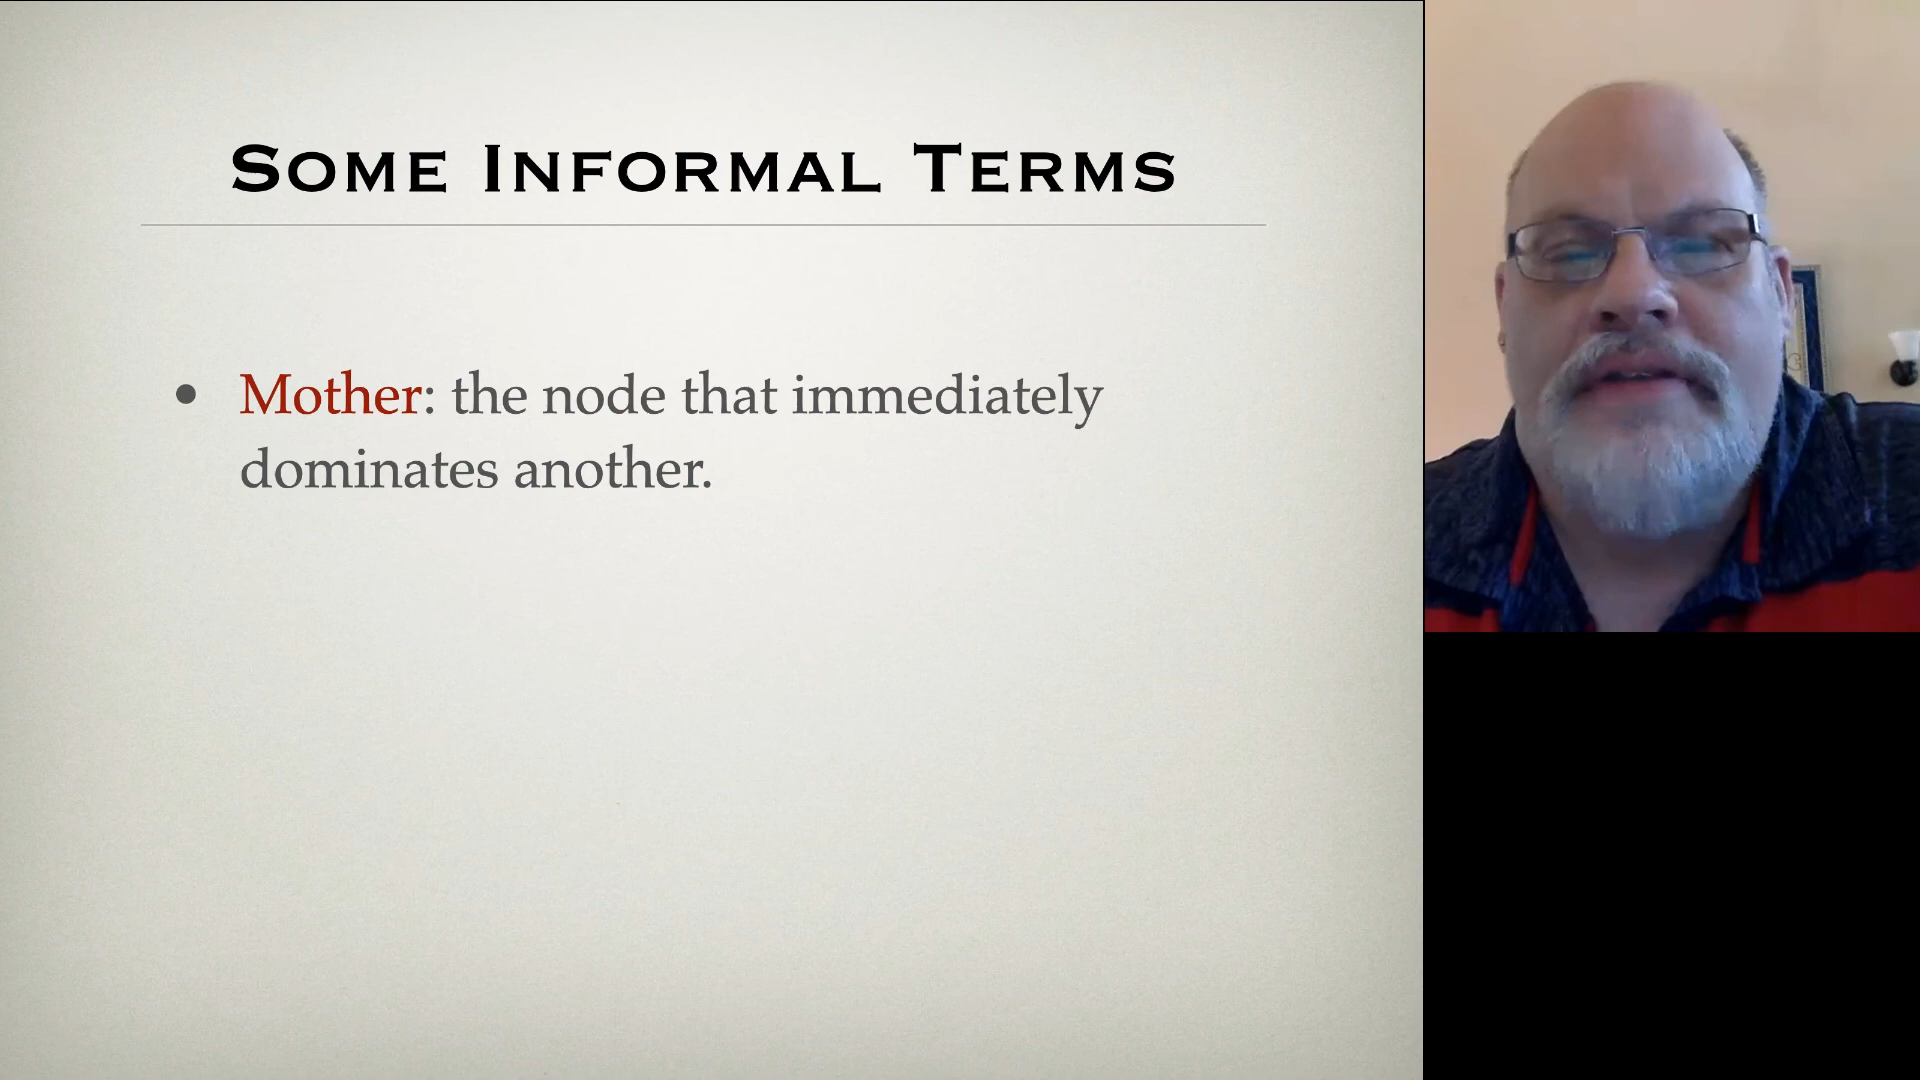 Some Informal Terms
• Mother: the node that immediately
dominates another.